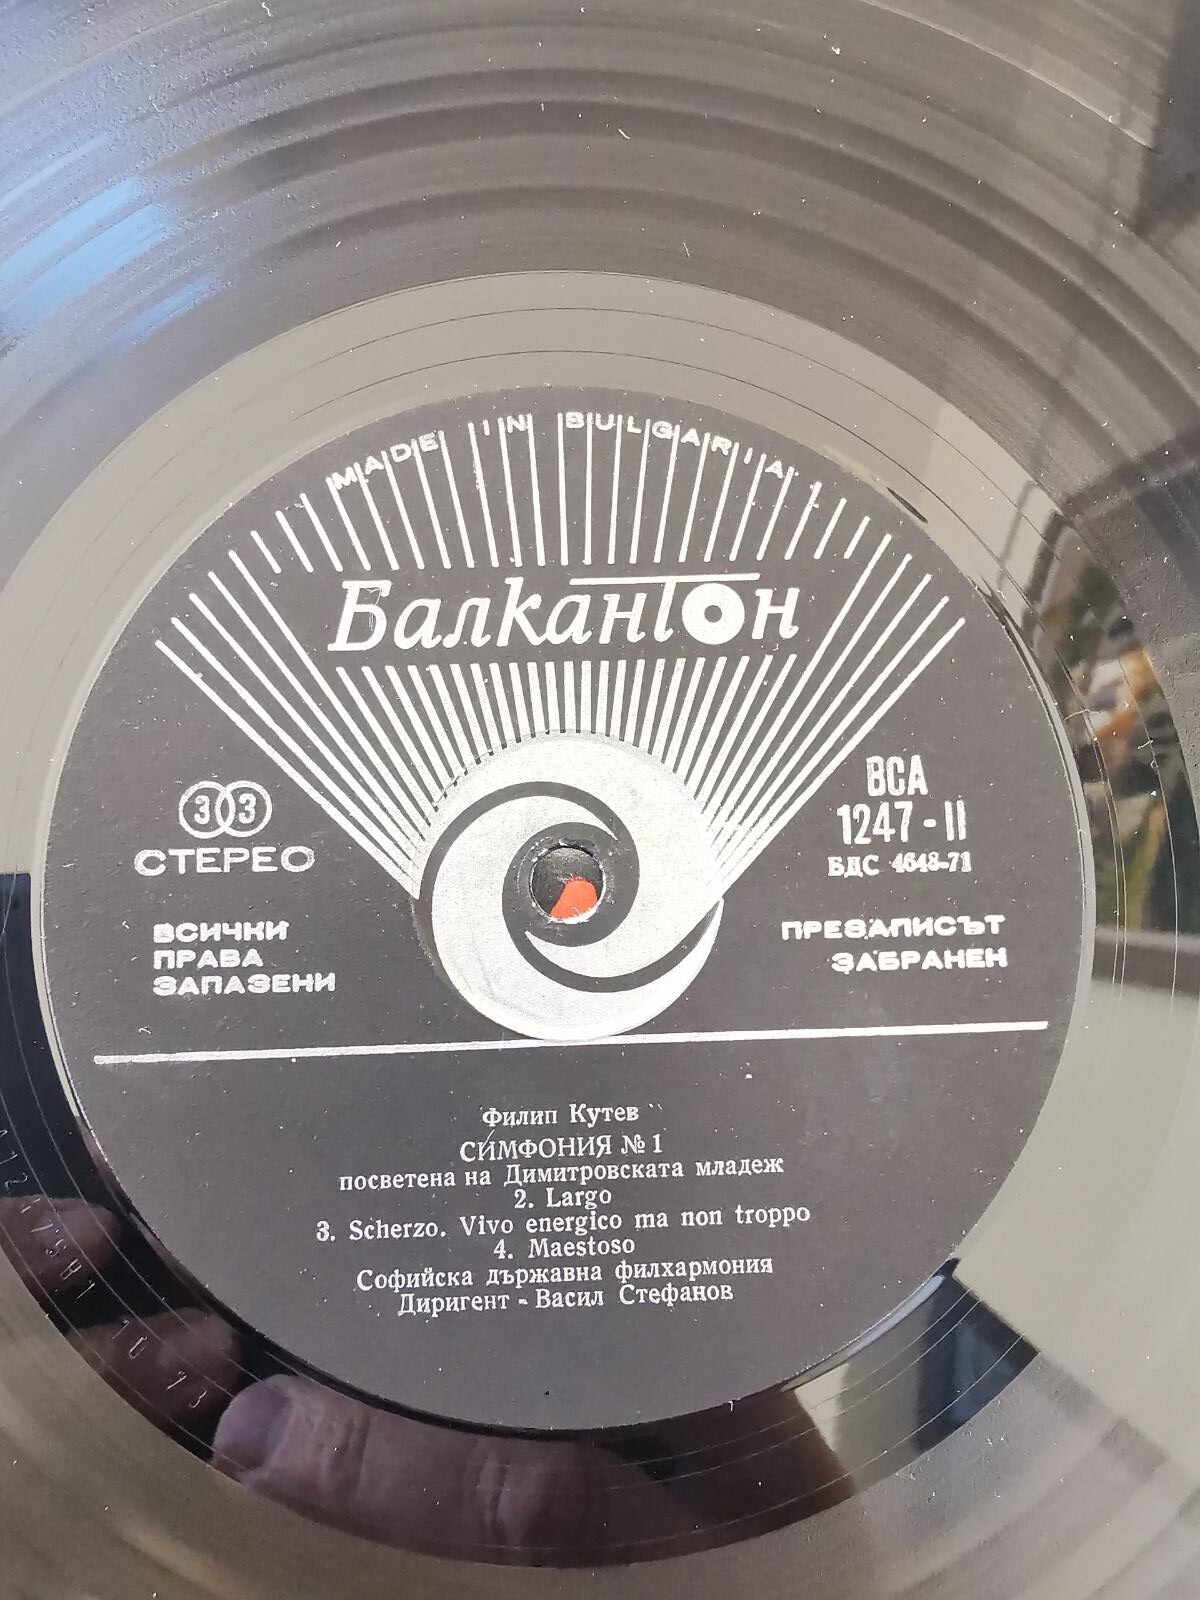 MADE IN BULGARIA
Балкантон
33
СТЕРЕО
ВСИЧКИ
ПРАВА
ЗАПАЗЕНИ
ВСА
1247 - II
БДС 4648-71
ПРЕЗАПИСЪТ
ЗАБРАНЕН
Филип Кутев
СИМФОНИЯ № 1
посветена на Димитровската младеж
2. Largo
3. Scherzo. Vivo energico ma non troppo
4. Maestoso
Софийска държавна филхармония
Диригент - Васил Стефанов
10 73